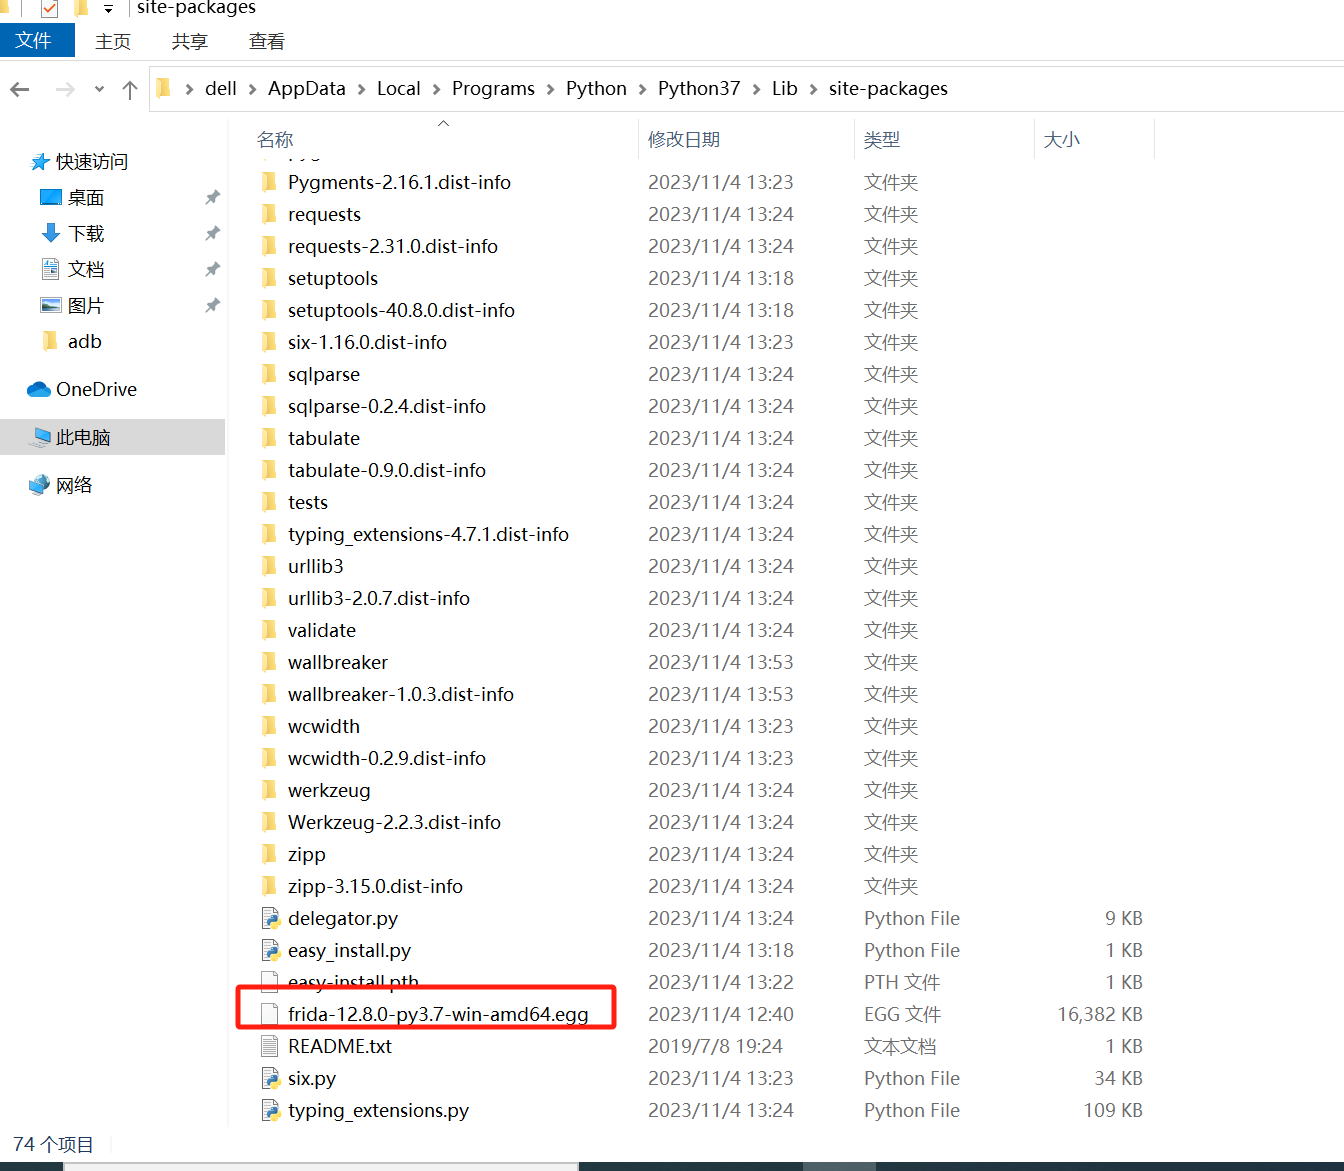 site-packages
文件 主页 共享 查看
dell AppData Local Programs Python Python37 Lib site-packages
名称 修改日期 类型 大小
快速访问
桌面
下载
文档
图片
adb
OneDrive
此电脑
网络
Pygments-2.16.1.dist-info 2023/11/4 13:23 文件夹
requests 2023/11/4 13:24 文件夹
requests-2.31.0.dist-info 2023/11/4 13:24 文件夹
setuptools 2023/11/4 13:18 文件夹
setuptools-40.8.0.dist-info 2023/11/4 13:18 文件夹
six-1.16.0.dist-info 2023/11/4 13:23 文件夹
sqlparse 2023/11/4 13:24 文件夹
sqlparse-0.2.4.dist-info 2023/11/4 13:24 文件夹
tabulate 2023/11/4 13:24 文件夹
tabulate-0.9.0.dist-info 2023/11/4 13:24 文件夹
tests 2023/11/4 13:24 文件夹
typing_extensions-4.7.1.dist-info 2023/11/4 13:24 文件夹
urllib3 2023/11/4 13:24 文件夹
urllib3-2.0.7.dist-info 2023/11/4 13:24 文件夹
validate 2023/11/4 13:24 文件夹
wallbreaker 2023/11/4 13:53 文件夹
wallbreaker-1.0.3.dist-info 2023/11/4 13:53 文件夹
wcwidth 2023/11/4 13:23 文件夹
wcwidth-0.2.9.dist-info 2023/11/4 13:23 文件夹
werkzeug 2023/11/4 13:24 文件夹
Werkzeug-2.2.3.dist-info 2023/11/4 13:24 文件夹
zipp 2023/11/4 13:24 文件夹
zipp-3.15.0.dist-info 2023/11/4 13:24 文件夹
delegator.py 2023/11/4 13:24 Python File 9 KB
easy_install.py 2023/11/4 13:18 Python File 1 KB
easy-install.pth 2023/11/4 13:22 PTH 文件 1 KB
frida-12.8.0-py3.7-win-amd64.egg 2023/11/4 12:40 EGG 文件 16,382 KB
README.txt 2019/7/8 19:24 文本文档 1 KB
six.py 2023/11/4 13:23 Python File 34 KB
typing_extensions.py 2023/11/4 13:24 Python File 109 KB
74 个项目